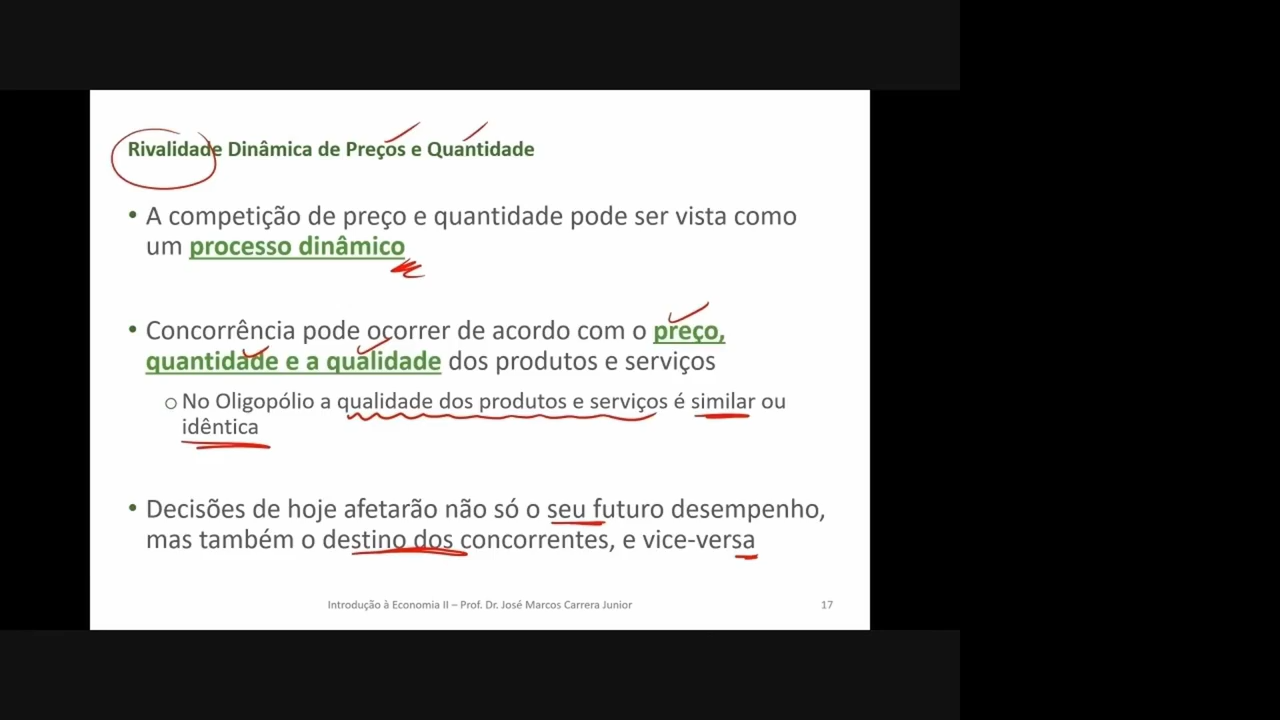 Rivalidade Dinâmica de Preços e Quantidade
• A competição de preço e quantidade pode ser vista como
um processo dinâmico
• Concorrência pode ocorrer de acordo com o preço,
quantidade e a qualidade dos produtos e serviços
o No Oligopólio a qualidade dos produtos e serviços é similar ou
idêntica
• Decisões de hoje afetarão não só o seu futuro desempenho,
mas também o destino dos concorrentes, e vice-versa
Introdução à Economia II – Prof. Dr. José Marcos Carrera Junior 17